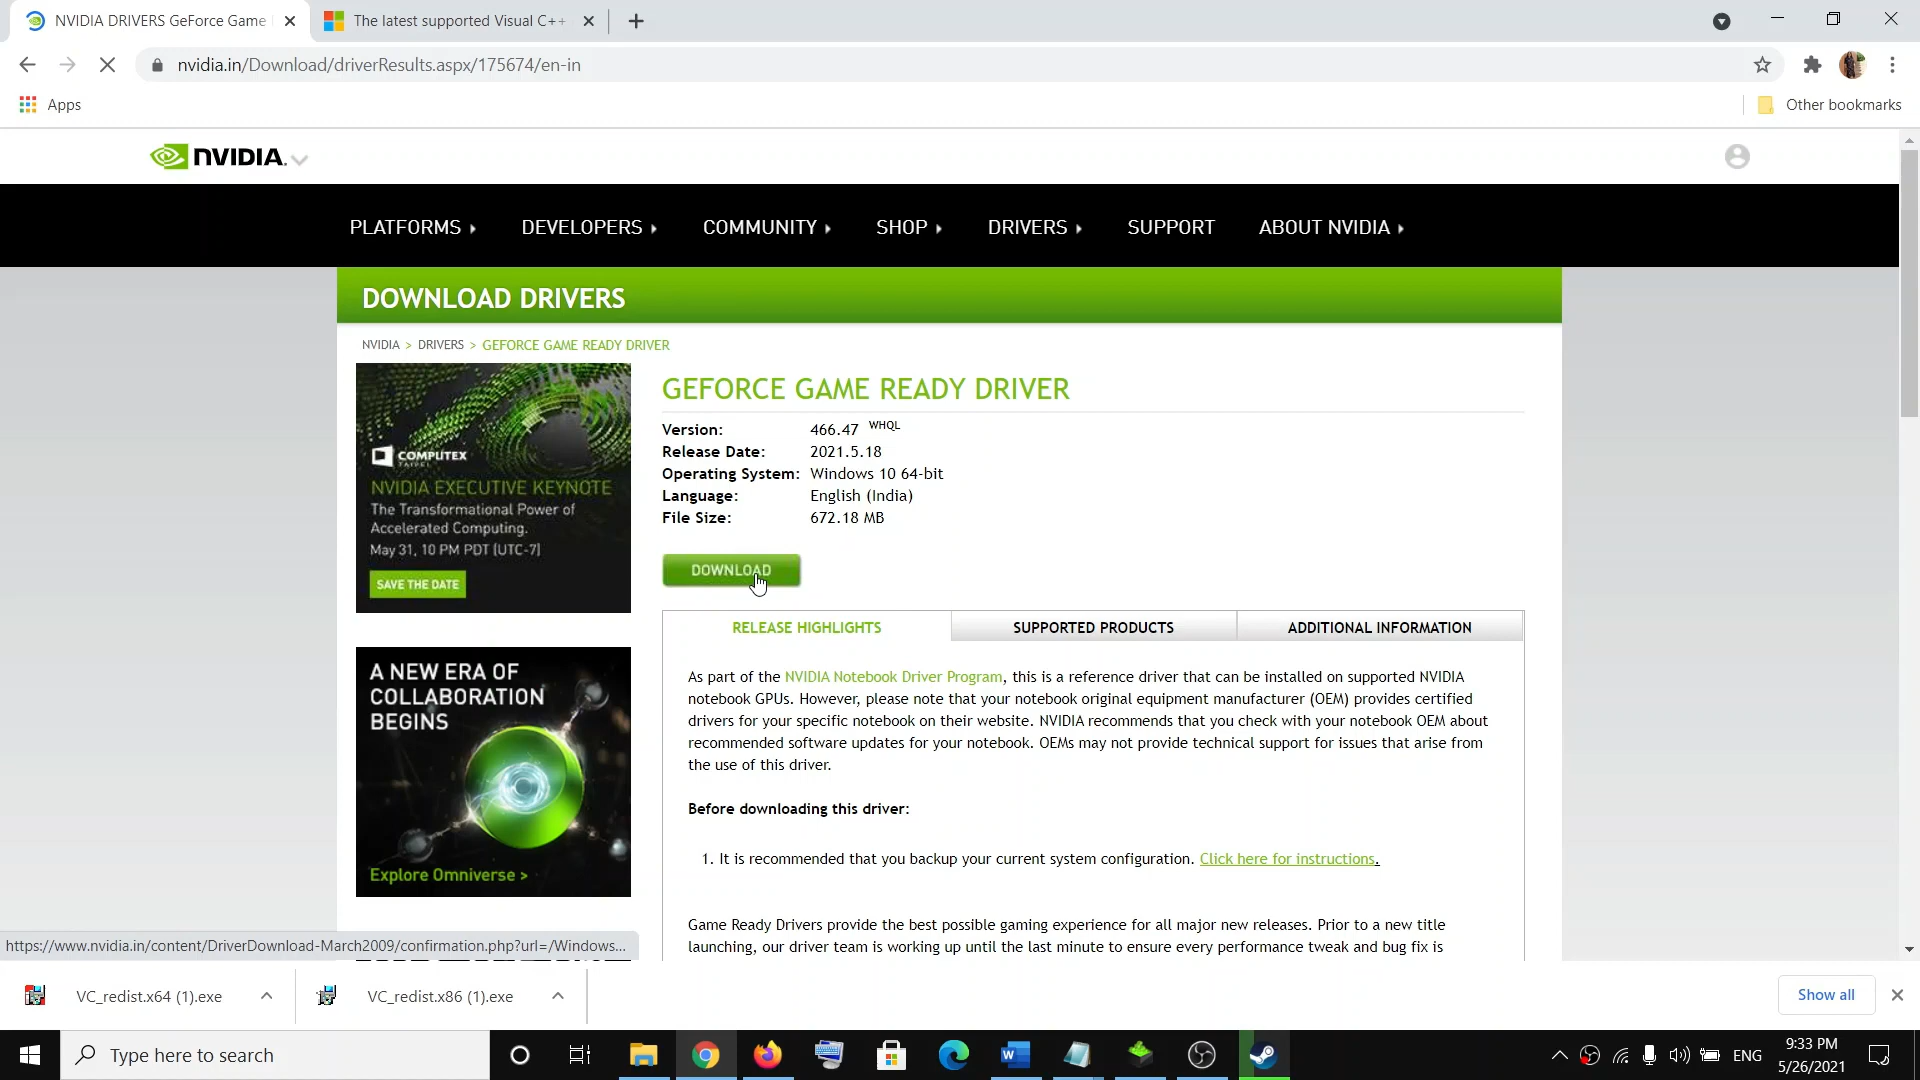 NVIDIA DRIVERS GeForce Game
The latest supported Visual C++
nvidia.in/Download/driverResults.aspx/175674/en-in
Apps
Other bookmarks
NVIDIA.
PLATFORMS
DEVELOPERS
COMMUNITY
SHOP
DRIVERS
SUPPORT
ABOUT NVIDIA
DOWNLOAD DRIVERS
NVIDIA > DRIVERS > GEFORCE GAME READY DRIVER
COMPUTEX
TAIPEI
NVIDIA EXECUTIVE KEYNOTE
The Transformational Power of
Accelerated Computing.
May 31, 10 PM PDT [UTC-7]
SAVE THE DATE
GEFORCE GAME READY DRIVER
Version: 466.47 WHQL
Release Date: 2021.5.18
Operating System: Windows 10 64-bit
Language: English (India)
File Size: 672.18 MB
DOWNLOAD
RELEASE HIGHLIGHTS
SUPPORTED PRODUCTS
ADDITIONAL INFORMATION
A NEW ERA OF
COLLABORATION
BEGINS
Explore Omniverse >
As part of the NVIDIA Notebook Driver Program, this is a reference driver that can be installed on supported NVIDIA
notebook GPUs. However, please note that your notebook original equipment manufacturer (OEM) provides certified
drivers for your specific notebook on their website. NVIDIA recommends that you check with your notebook OEM about
recommended software updates for your notebook. OEMs may not provide technical support for issues that arise from
the use of this driver.
Before downloading this driver:
1. It is recommended that you backup your current system configuration. Click here for instructions.
Game Ready Drivers provide the best possible gaming experience for all major new releases. Prior to a new title
launching, our driver team is working up until the last minute to ensure every performance tweak and bug fix is
https://www.nvidia.in/content/DriverDownload-March2009/confirmation.php?url=/Windows...
VC_redist.x64 (1).exe
VC_redist.x86 (1).exe
Show all
Type here to search
ENG
9:33 PM
5/26/2021